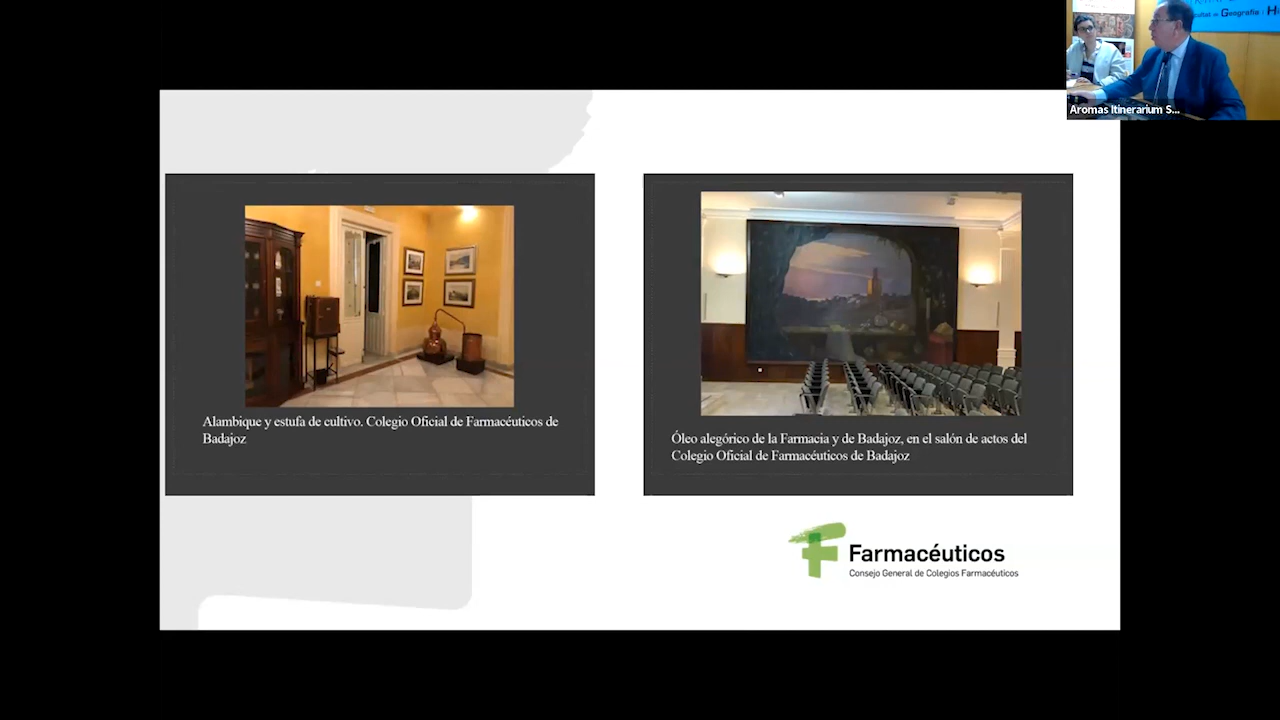 Geografia i H
Aromas Itinerarium S...
Alambique y estufa de cultivo. Colegio Oficial de Farmacéuticos de
Badajoz
Óleo alegórico de la Farmacia y de Badajoz, en el salón de actos del
Colegio Oficial de Farmacéuticos de Badajoz
Farmacéuticos
Consejo General de Colegios Farmacéuticos